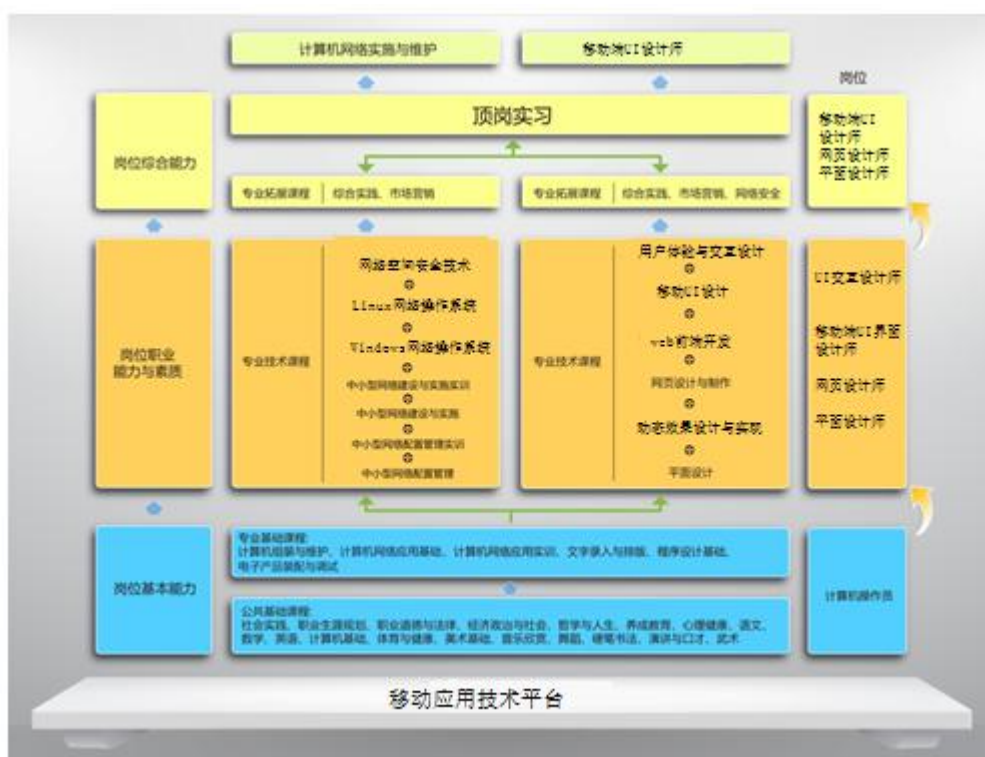 计算机网络实施与维护
移动端UI设计师
岗位
岗位综合能力
顶岗实习
移动端UI
设计师
网页设计师
平面设计师
专业拓展课程
综合实践、市场营销
专业拓展课程
综合实践、市场营销、网络安全
岗位职业
能力与素质
专业技术课程
网络空间安全技术
Linux网络操作系统
Windows网络操作系统
中小型网络建设与实施实训
中小型网络建设与实施
中小型网络配置管理实训
中小型网络配置管理
专业技术课程
用户体验与交互设计
移动UI设计
web前端开发
网页设计与制作
动态效果设计与实现
平面设计
UI交互设计师
移动端UI界面
设计师
网页设计师
平面设计师
岗位基本能力
专业基础课程:
计算机组装与维护、计算机网络应用基础、计算机网络应用实训、文字录入与排版、程序设计基础、
电子产品装配与调试
公共基础课程:
社会实践、职业生涯规划、职业道德与法律、经济政治与社会、哲学与人生、养成教育、心理健康、语文、
数学、英语、计算机基础、体育与健康、美术基础、音乐欣赏、舞蹈、硬笔书法、演讲与口才、武术
计算机操作员
移动应用技术平台